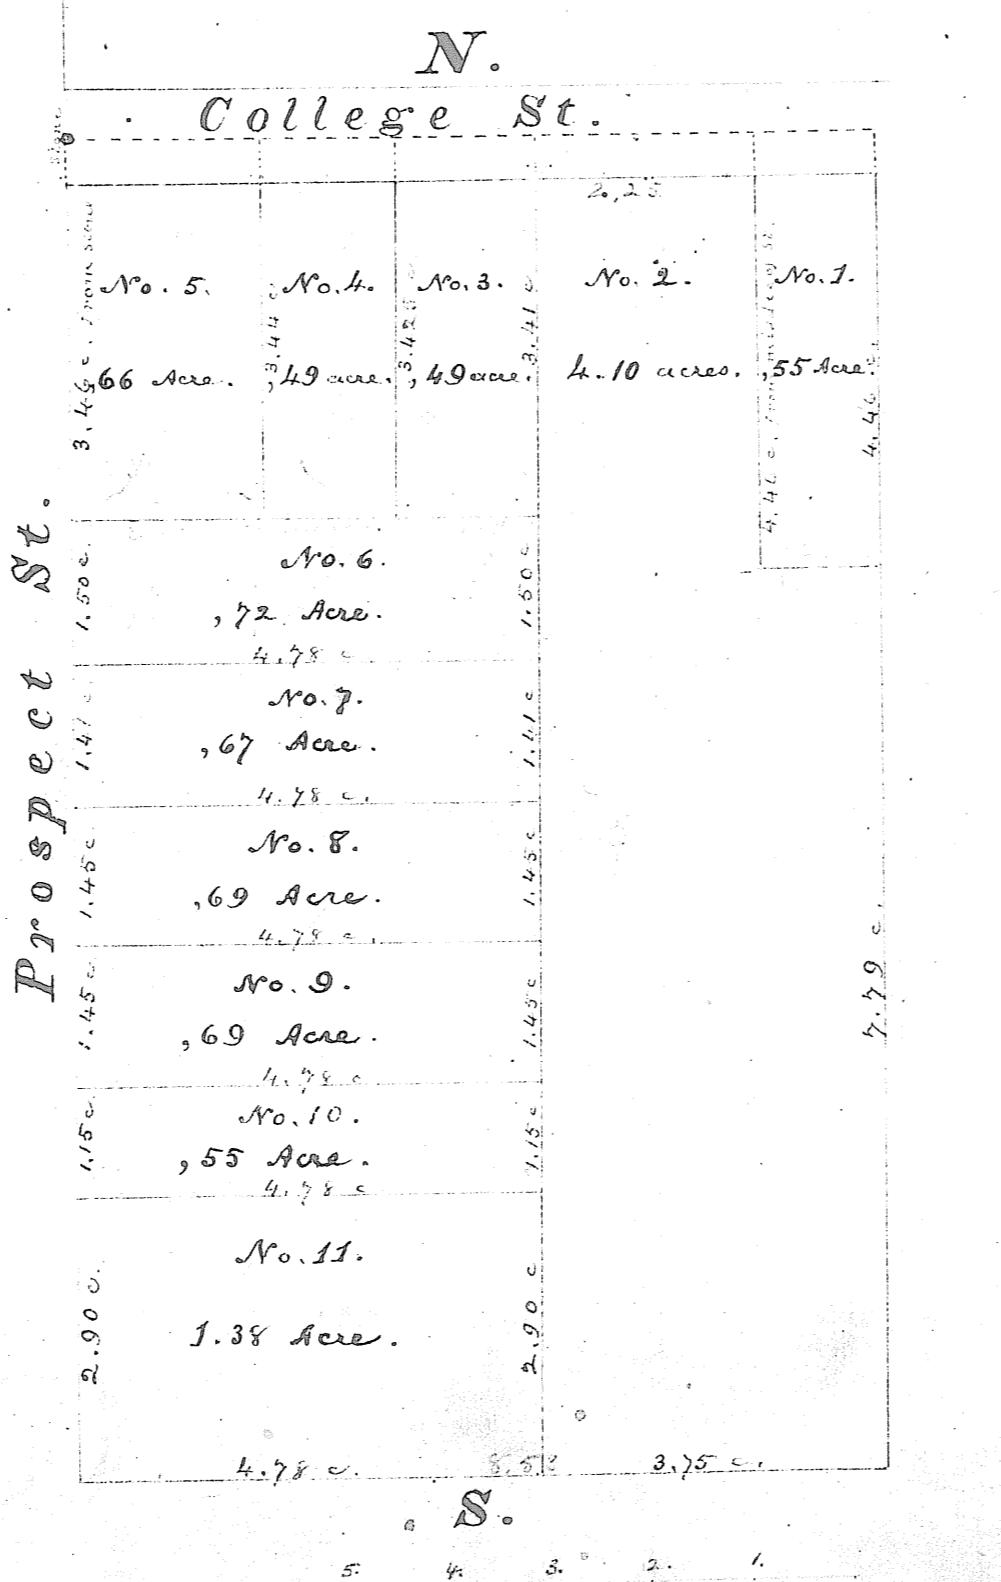 N.
College St.
Stone
2.25
No. 5.
No. 4.
No. 3.
No. 2.
No. 1.
,66 Acre.
,49 acre.
,49 acre.
4.10 acres.
,55 Acre.
3.44 c
3.425
3.41 c
4.46
Prospect St.
No. 6.
,72 Acre.
4.78 c.
1.50 c.
1.50 c
No. 7.
,67 Acre.
4.78 c.
1.41 c.
1.41 c
No. 8.
,69 Acre.
4.78 c.
1.45 c.
1.45 c
No. 9.
,69 Acre.
4.78 c
1.45 c.
1.45 c
No. 10.
,55 Acre.
4.78 c
1.15 c.
1.15 c
7.79 c.
No. 11.
1.38 Acre.
2.90 c.
2.90 c
4.78 c.
8.53
3.75 c.
S.
5. 4. 3. 2. 1.